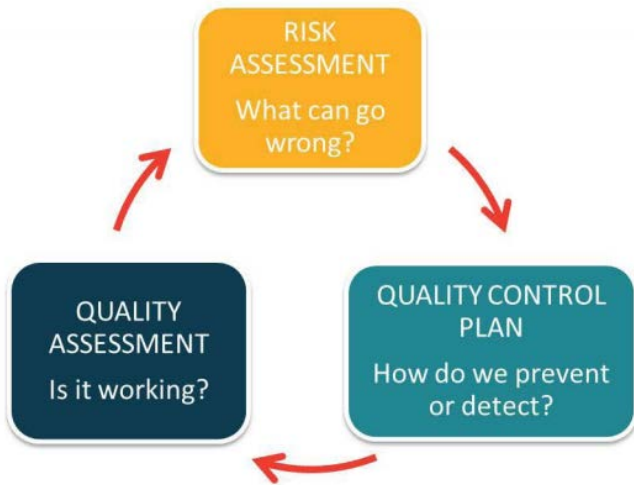 RISK
ASSESSMENT
What can go
wrong?
QUALITY CONTROL
PLAN
How do we prevent
or detect?
QUALITY
ASSESSMENT
Is it working?